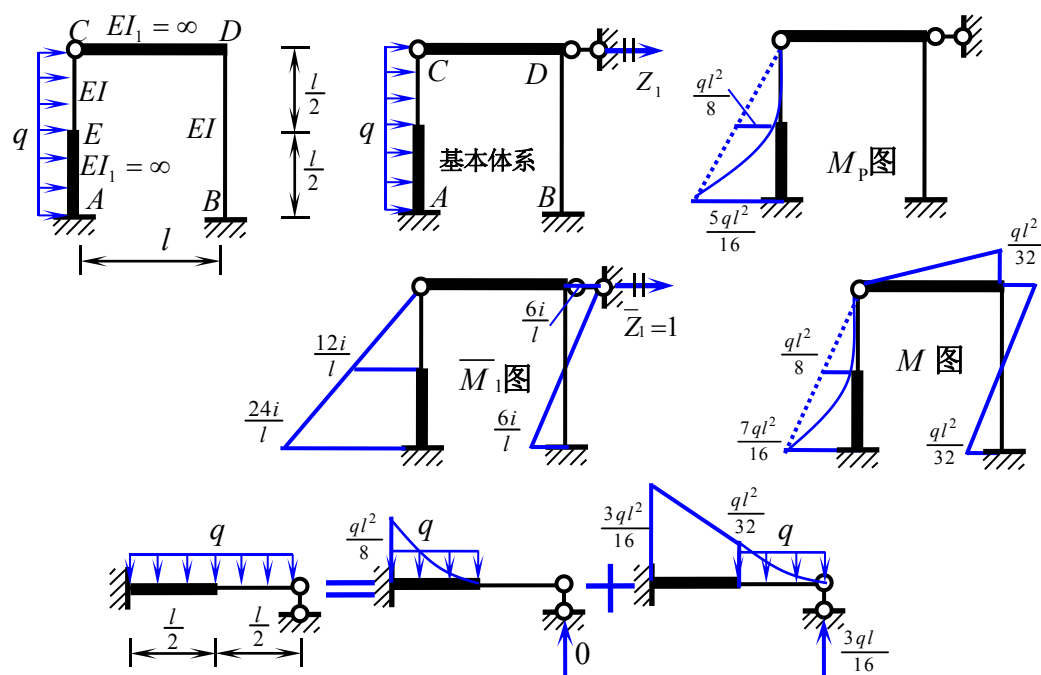 C EI₁ = ∞ D
EI
q
E
EI
EI₁ = ∞
A
B
l
l/2
l/2
C
D
Z₁
q
基本体系
A
B
ql²/8
M_P图
5ql²/16
6i/l
Z̅₁=1
12i/l
M̅₁图
24i/l
6i/l
ql²/32
ql²/8
M 图
7ql²/16
ql²/32
q
l/2
l/2
ql²/8
q
0
3ql²/16
ql²/32
q
3ql/16